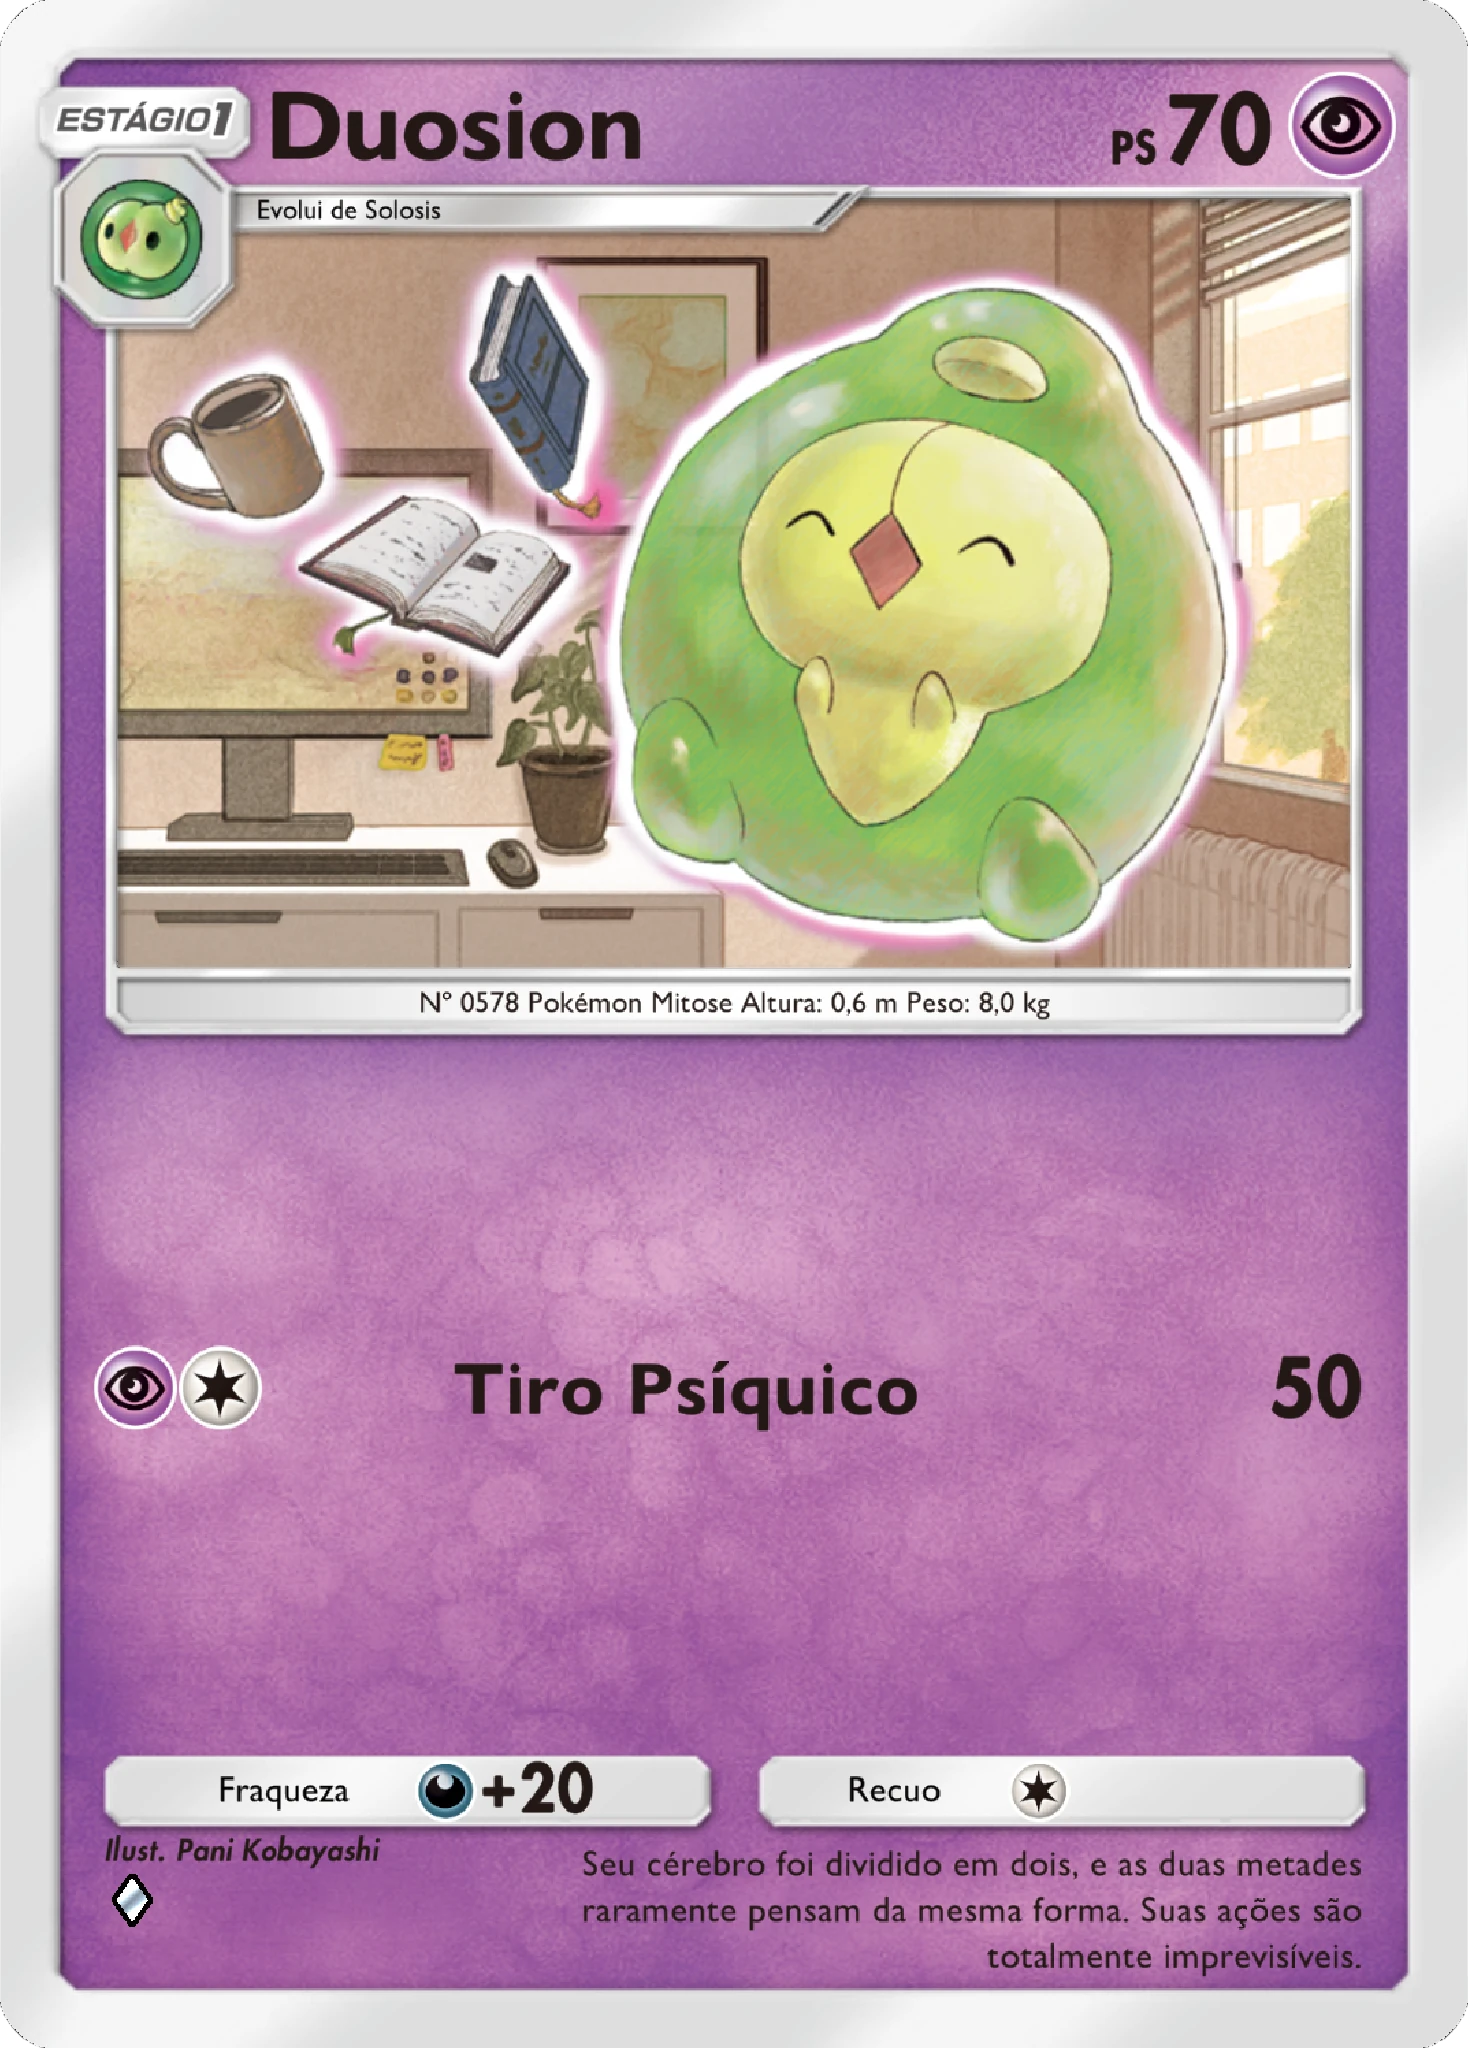 ESTÁGIO1
Duosion
PS70
Evolui de Solosis
N° 0578 Pokémon Mitose Altura: 0,6 m Peso: 8,0 kg
Tiro Psíquico 50
Fraqueza +20
Recuo
Ilust. Pani Kobayashi
Seu cérebro foi dividido em dois, e as duas metades
raramente pensam da mesma forma. Suas ações são
totalmente imprevisíveis.